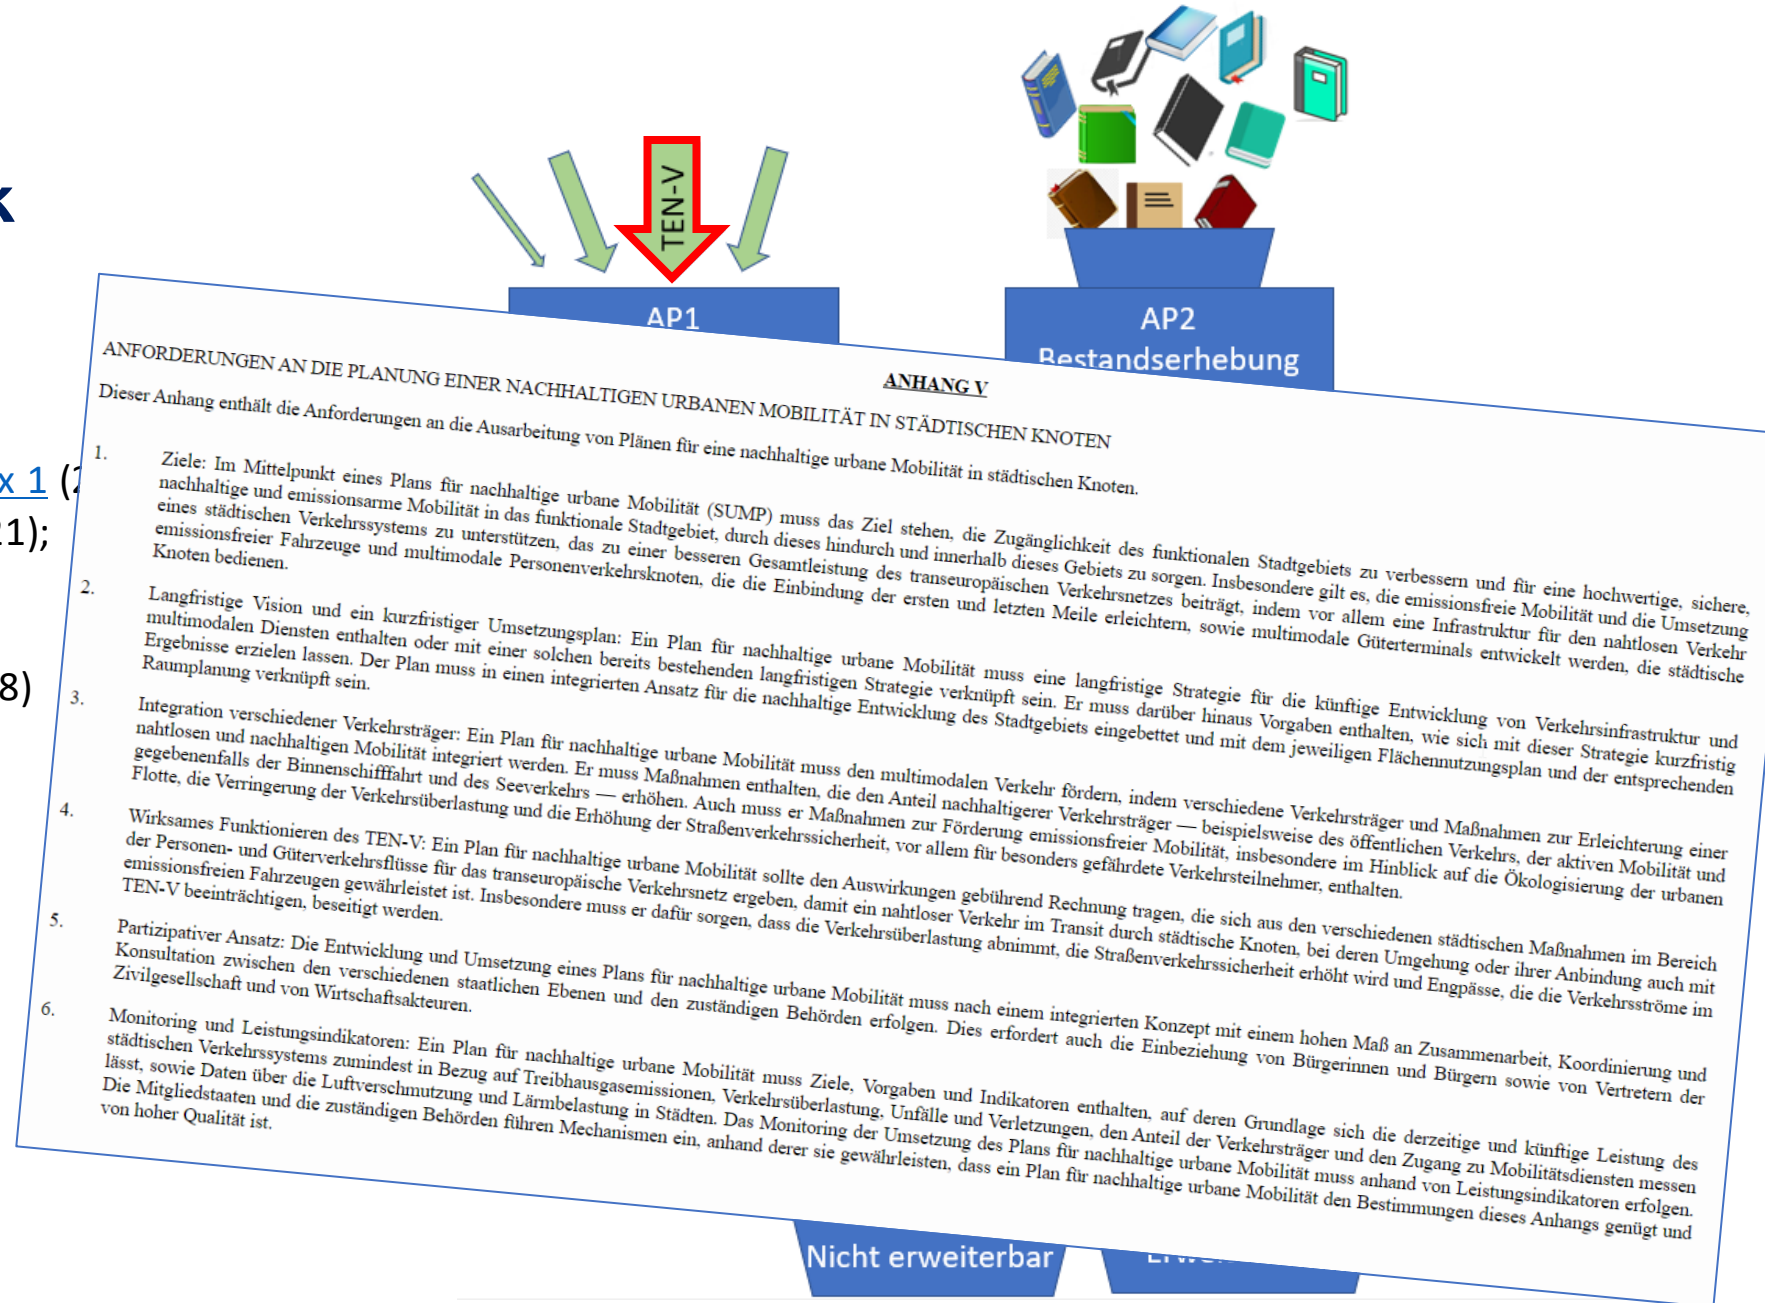 k
TEN-V
AP1
AP2
Bestandserhebung
x 1 (2
21);
8)
ANHANG V
ANFORDERUNGEN AN DIE PLANUNG EINER NACHHALTIGEN URBANEN MOBILITÄT IN STÄDTISCHEN KNOTEN
Dieser Anhang enthält die Anforderungen an die Ausarbeitung von Plänen für eine nachhaltige urbane Mobilität in städtischen Knoten.
1. Ziele: Im Mittelpunkt eines Plans für nachhaltige urbane Mobilität (SUMP) muss das Ziel stehen, die Zugänglichkeit des funktionalen Stadtgebiets zu verbessern und für eine hochwertige, sichere,
nachhaltige und emissionsarme Mobilität in das funktionale Stadtgebiet, durch dieses hindurch und innerhalb dieses Gebiets zu sorgen. Insbesondere gilt es, die emissionsfreie Mobilität und die Umsetzung
eines städtischen Verkehrssystems zu unterstützen, das zu einer besseren Gesamtleistung des transeuropäischen Verkehrsnetzes beiträgt, indem vor allem eine Infrastruktur für den nahtlosen Verkehr
emissionsfreier Fahrzeuge und multimodale Personenverkehrsknoten, die die Einbindung der ersten und letzten Meile erleichtern, sowie multimodale Güterterminals entwickelt werden, die städtische
Knoten bedienen.
2. Langfristige Vision und ein kurzfristiger Umsetzungsplan: Ein Plan für nachhaltige urbane Mobilität muss eine langfristige Strategie für die künftige Entwicklung von Verkehrsinfrastruktur und
multimodalen Diensten enthalten oder mit einer solchen bereits bestehenden langfristigen Strategie verknüpft sein. Er muss darüber hinaus Vorgaben enthalten, wie sich mit dieser Strategie kurzfristig
Ergebnisse erzielen lassen. Der Plan muss in einen integrierten Ansatz für die nachhaltige Entwicklung des Stadtgebiets eingebettet und mit dem jeweiligen Flächennutzungsplan und der entsprechenden
Raumplanung verknüpft sein.
3. Integration verschiedener Verkehrsträger: Ein Plan für nachhaltige urbane Mobilität muss den multimodalen Verkehr fördern, indem verschiedene Verkehrsträger und Maßnahmen zur Erleichterung einer
nahtlosen und nachhaltigen Mobilität integriert werden. Er muss Maßnahmen enthalten, die den Anteil nachhaltigerer Verkehrsträger — beispielsweise des öffentlichen Verkehrs, der aktiven Mobilität und
gegebenenfalls der Binnenschifffahrt und des Seeverkehrs — erhöhen. Auch muss er Maßnahmen zur Förderung emissionsfreier Mobilität, insbesondere im Hinblick auf die Ökologisierung der urbanen
Flotte, die Verringerung der Verkehrsüberlastung und die Erhöhung der Straßenverkehrssicherheit, vor allem für besonders gefährdete Verkehrsteilnehmer, enthalten.
4. Wirksames Funktionieren des TEN-V: Ein Plan für nachhaltige urbane Mobilität sollte den Auswirkungen gebührend Rechnung tragen, die sich aus den verschiedenen städtischen Maßnahmen im Bereich
der Personen- und Güterverkehrsflüsse für das transeuropäische Verkehrsnetz ergeben, damit ein nahtloser Verkehr im Transit durch städtische Knoten, bei deren Umgehung oder ihrer Anbindung auch mit
emissionsfreien Fahrzeugen gewährleistet ist. Insbesondere muss er dafür sorgen, dass die Verkehrsüberlastung abnimmt, die Straßenverkehrssicherheit erhöht wird und Engpässe, die die Verkehrsströme im
TEN-V beeinträchtigen, beseitigt werden.
5. Partizipativer Ansatz: Die Entwicklung und Umsetzung eines Plans für nachhaltige urbane Mobilität muss nach einem integrierten Konzept mit einem hohen Maß an Zusammenarbeit, Koordinierung und
Konsultation zwischen den verschiedenen staatlichen Ebenen und den zuständigen Behörden erfolgen. Dies erfordert auch die Einbeziehung von Bürgerinnen und Bürgern sowie von Vertretern der
Zivilgesellschaft und von Wirtschaftsakteuren.
6. Monitoring und Leistungsindikatoren: Ein Plan für nachhaltige urbane Mobilität muss Ziele, Vorgaben und Indikatoren enthalten, auf deren Grundlage sich die derzeitige und künftige Leistung des
städtischen Verkehrssystems zumindest in Bezug auf Treibhausgasemissionen, Verkehrsüberlastung, Unfälle und Verletzungen, den Anteil der Verkehrsträger und den Zugang zu Mobilitätsdiensten messen
lässt, sowie Daten über die Luftverschmutzung und Lärmbelastung in Städten. Das Monitoring der Umsetzung des Plans für nachhaltige urbane Mobilität muss anhand von Leistungsindikatoren erfolgen.
Die Mitgliedstaaten und die zuständigen Behörden führen Mechanismen ein, anhand derer sie gewährleisten, dass ein Plan für nachhaltige urbane Mobilität den Bestimmungen dieses Anhangs genügt und
von hoher Qualität ist.
Nicht erweiterbar